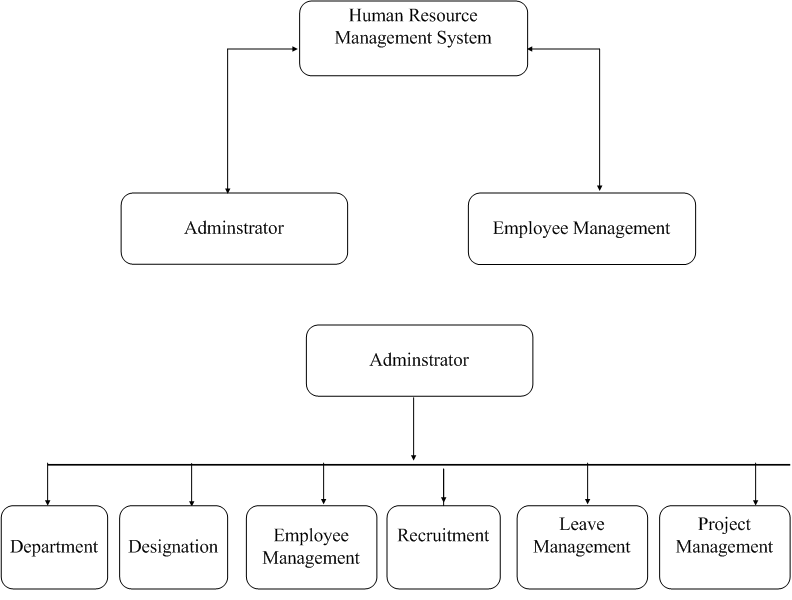 Human Resource
Management System
Adminstrator
Employee Management
Adminstrator
Department
Designation
Employee
Management
Recruitment
Leave
Management
Project
Management